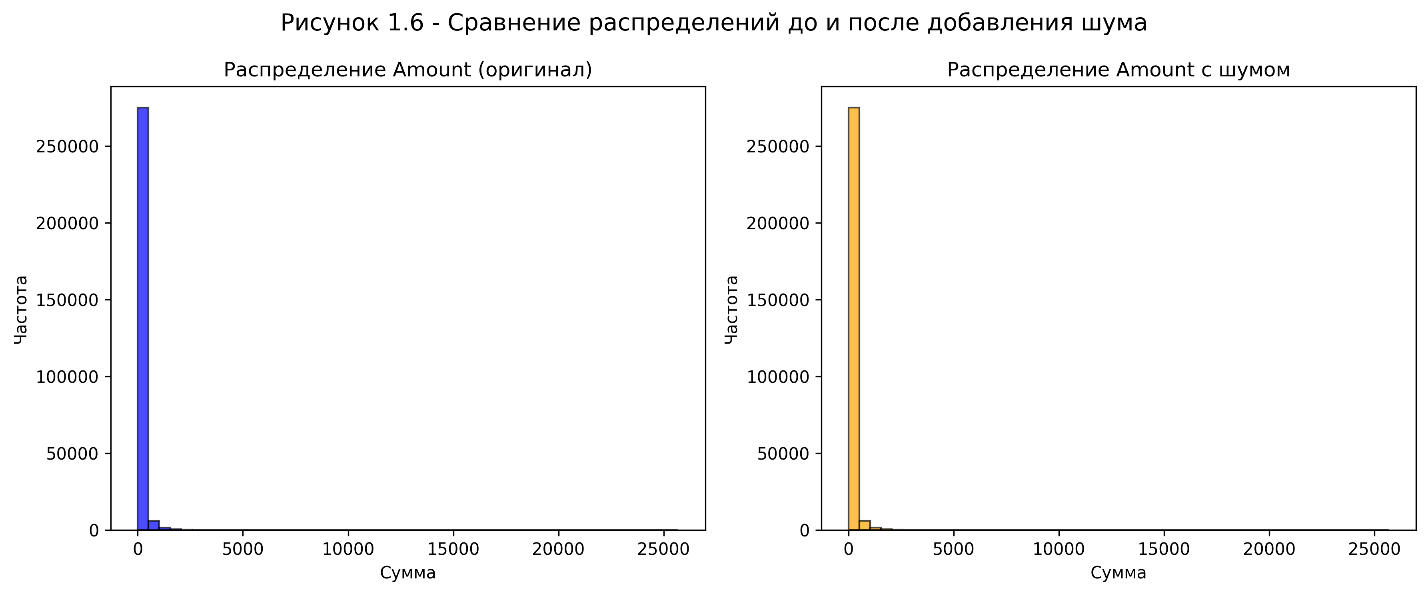 Рисунок 1.6 - Сравнение распределений до и после добавления шума
Распределение Amount (оригинал)
250000
200000
150000
100000
50000
0
Частота
0 5000 10000 15000 20000 25000
Сумма
Распределение Amount с шумом
250000
200000
150000
100000
50000
0
Частота
0 5000 10000 15000 20000 25000
Сумма